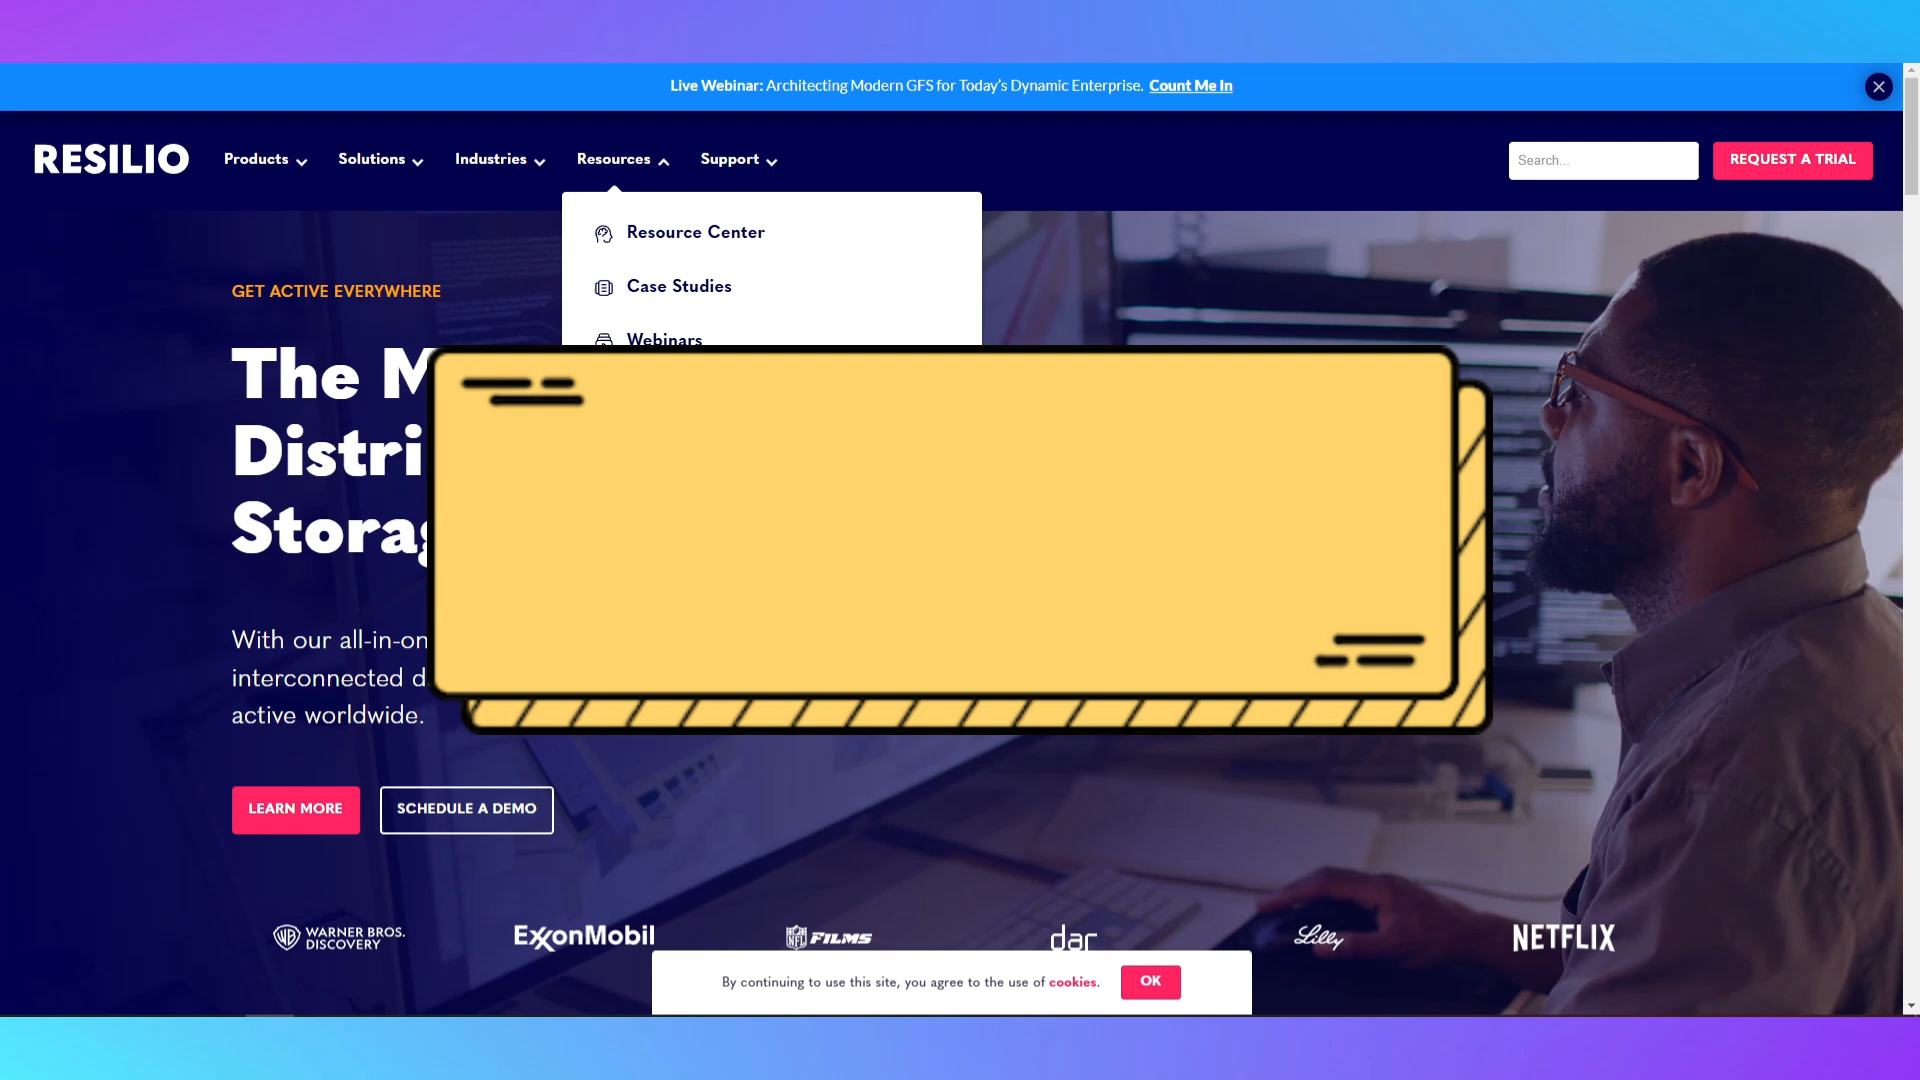 Live Webinar: Architecting Modern GFS for Today's Dynamic Enterprise. Count Me In
RESILIO Products Solutions Industries Resources Support Search... REQUEST A TRIAL
Resource Center
Case Studies
Webinars
GET ACTIVE EVERYWHERE
The
With our all-in-on
interconnected
active worldwide.
LEARN MORE SCHEDULE A DEMO
WARNER BROS. DISCOVERY ExxonMobil NFL FILMS dar Lilly NETFLIX
By continuing to use this site, you agree to the use of cookies. OK